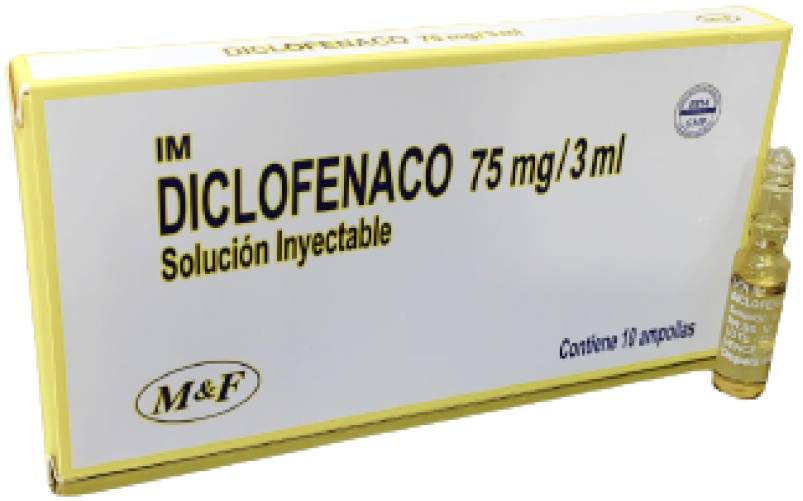 DICLOFENACO 75 mg/3 ml
IM
DICLOFENACO 75 mg/3 ml
Solución Inyectable
Contiene 10 ampollas
M&F